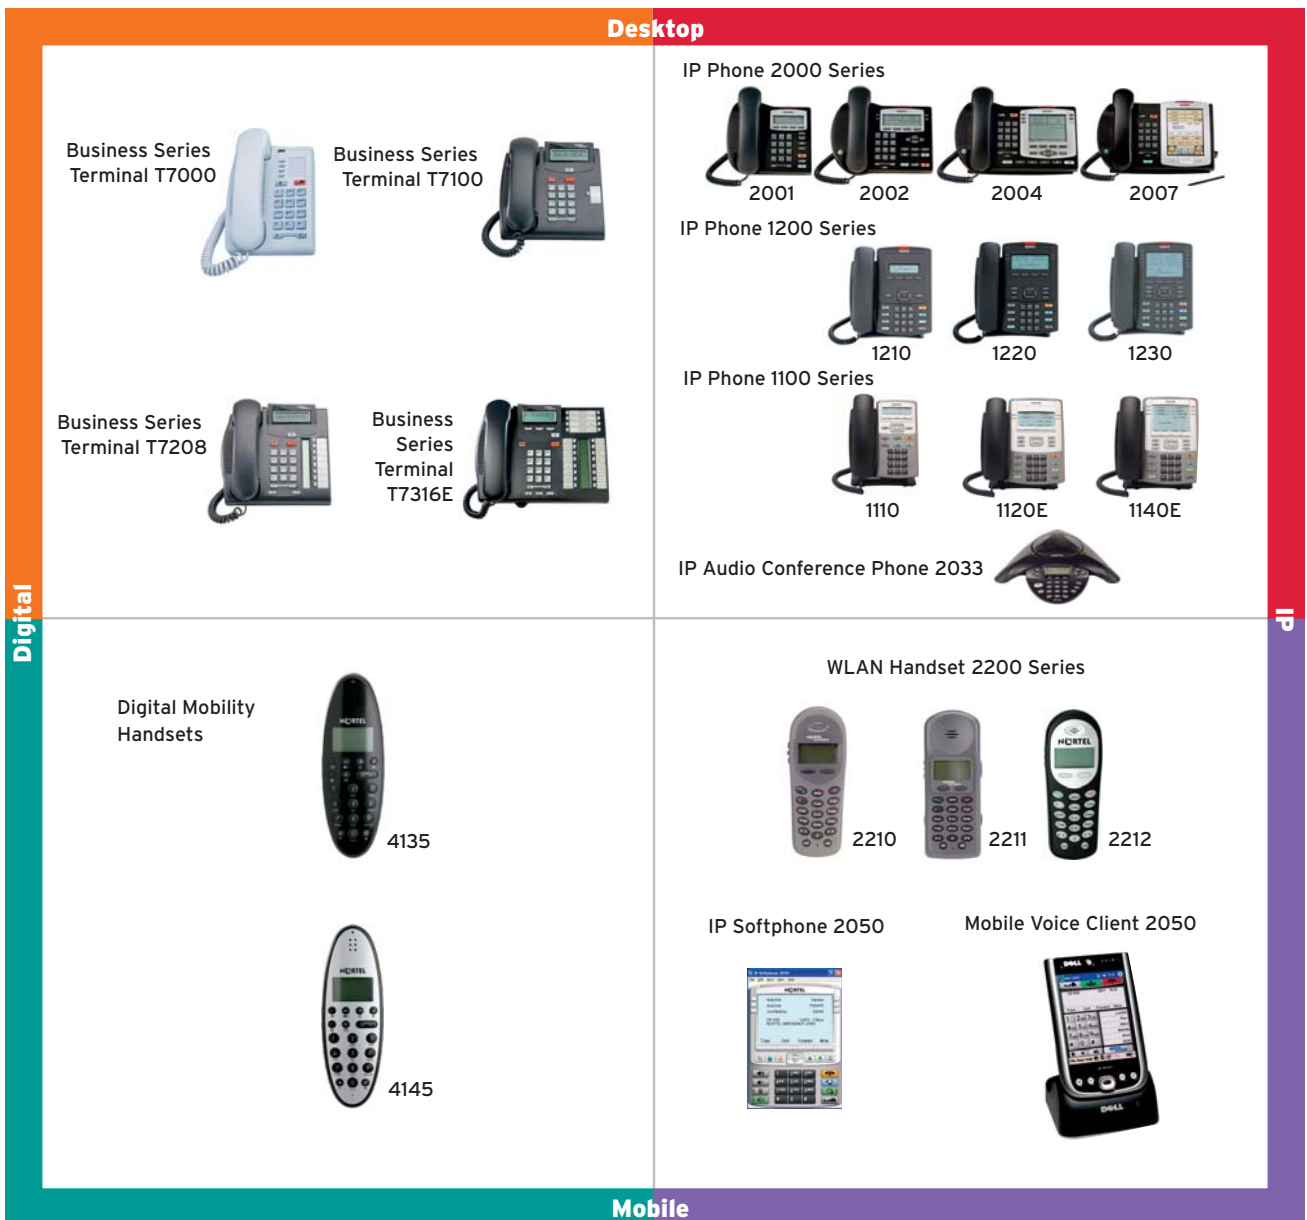 Desktop
Business Series
Terminal T7000
Business Series
Terminal T7100
Business Series
Terminal T7208
Business
Series
Terminal
T7316E
IP Phone 2000 Series
2001
2002
2004
2007
IP Phone 1200 Series
1210
1220
1230
IP Phone 1100 Series
1110
1120E
1140E
IP Audio Conference Phone 2033
Digital
IP
Digital Mobility
Handsets
NORTEL
4135
NORTEL
4145
WLAN Handset 2200 Series
2210
2211
NORTEL
2212
IP Softphone 2050
NORTEL
Mobile Voice Client 2050
DELL
DELL
Mobile